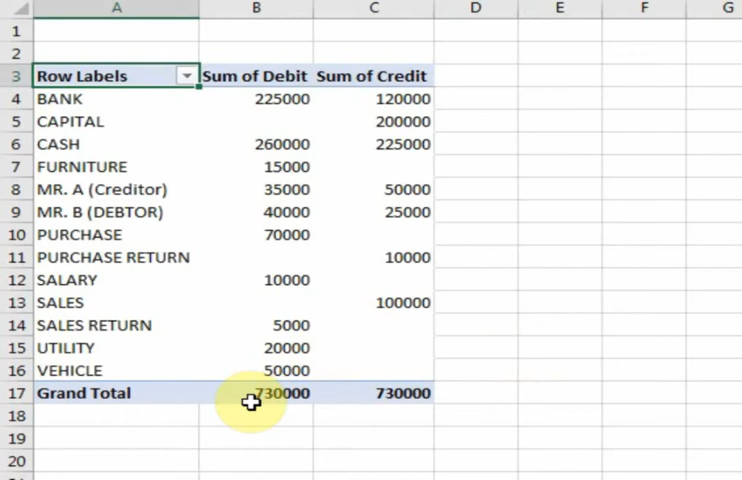 A B C D E F G
1
2
3 Row Labels Sum of Debit Sum of Credit
4 BANK 225000 120000
5 CAPITAL 200000
6 CASH 260000 225000
7 FURNITURE 15000
8 MR. A (Creditor) 35000 50000
9 MR. B (DEBTOR) 40000 25000
10 PURCHASE 70000
11 PURCHASE RETURN 10000
12 SALARY 10000
13 SALES 100000
14 SALES RETURN 5000
15 UTILITY 20000
16 VEHICLE 50000
17 Grand Total 730000 730000
18
19
20